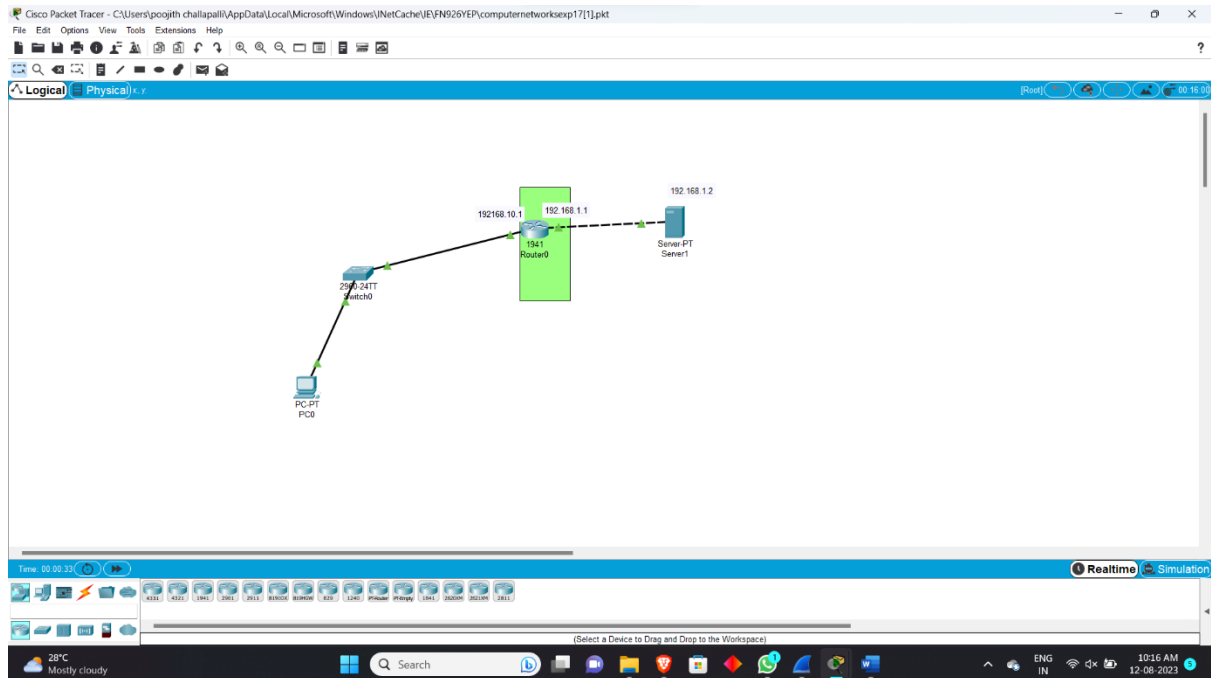 Cisco Packet Tracer - C:\Users\poojith challapalli\AppData\Local\Microsoft\Windows\INetCache\IE\FN926YEP\computernetworksexp17[1].pkt
File Edit Options View Tools Extensions Help
?
Logical Physical x, y:
[Root] 00:16:00
192.168.1.2
192168.10.1 192.168.1.1
1941
Router0
Server-PT
Server1
2960-24TT
Switch0
PC-PT
PC0
Time: 00:00:33
Realtime Simulation
4331 4321 1941 2901 2911 819IOX 819HGW 829 1240 PT-Router PT-Empty 1841 2620XM 2621XM 2811
(Select a Device to Drag and Drop to the Workspace)
28°C
Mostly cloudy
Search
ENG
IN
10:16 AM
12-08-2023
5